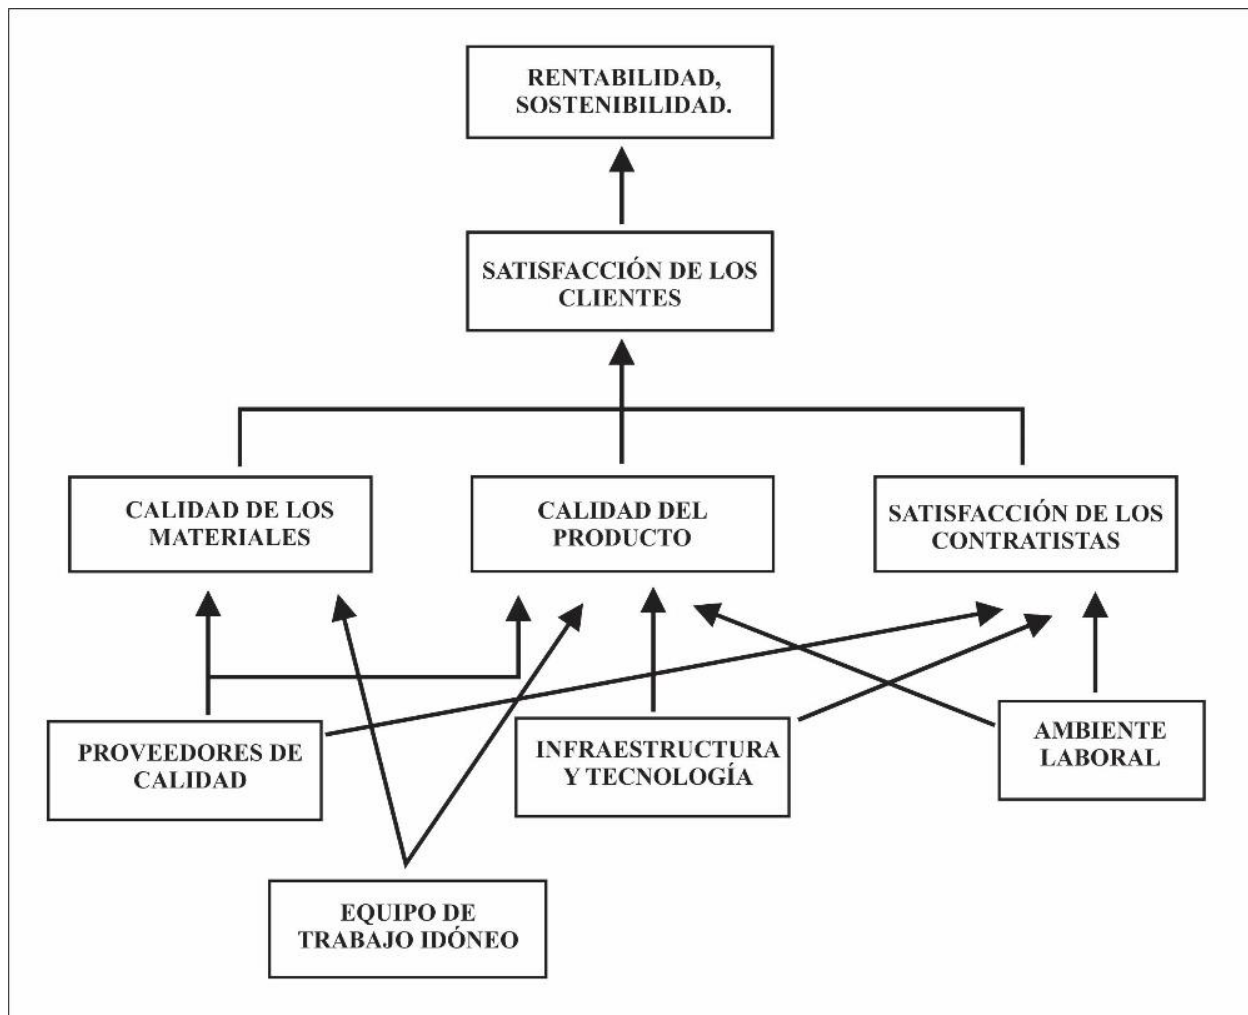 RENTABILIDAD,
SOSTENIBILIDAD.
SATISFACCIÓN DE LOS
CLIENTES
CALIDAD DE LOS
MATERIALES
CALIDAD DEL
PRODUCTO
SATISFACCIÓN DE LOS
CONTRATISTAS
PROVEEDORES DE
CALIDAD
INFRAESTRUCTURA
Y TECNOLOGÍA
AMBIENTE
LABORAL
EQUIPO DE
TRABAJO IDÓNEO